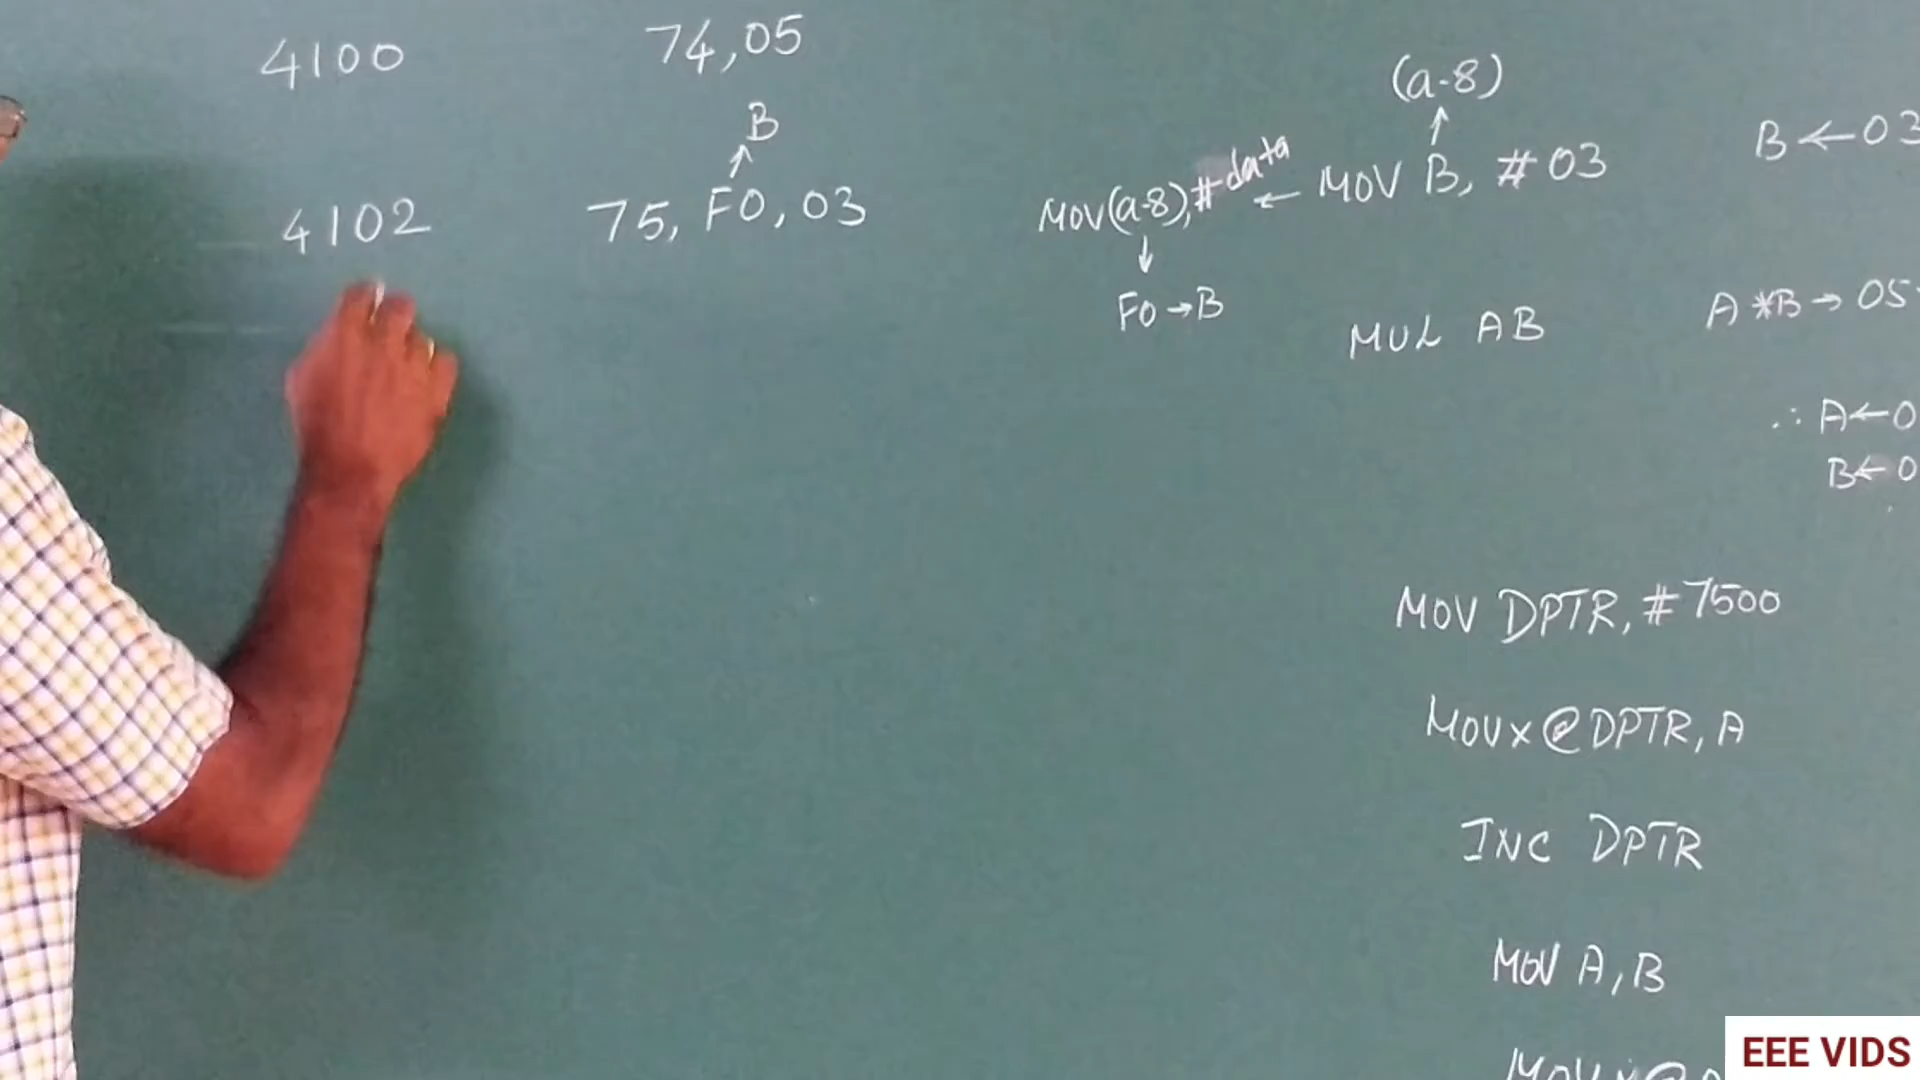 4100 74,05
(a-8)
B
B ← 03
MOV(a-8),# data ← MOV B, # 03
4102 75, F0, 03
F0 → B
MUL AB
A * B → 05
∴ A ← 0
B ← 0
MOV DPTR, # 7500
MOVX @ DPTR, A
INC DPTR
MOV A, B
EEE VIDS